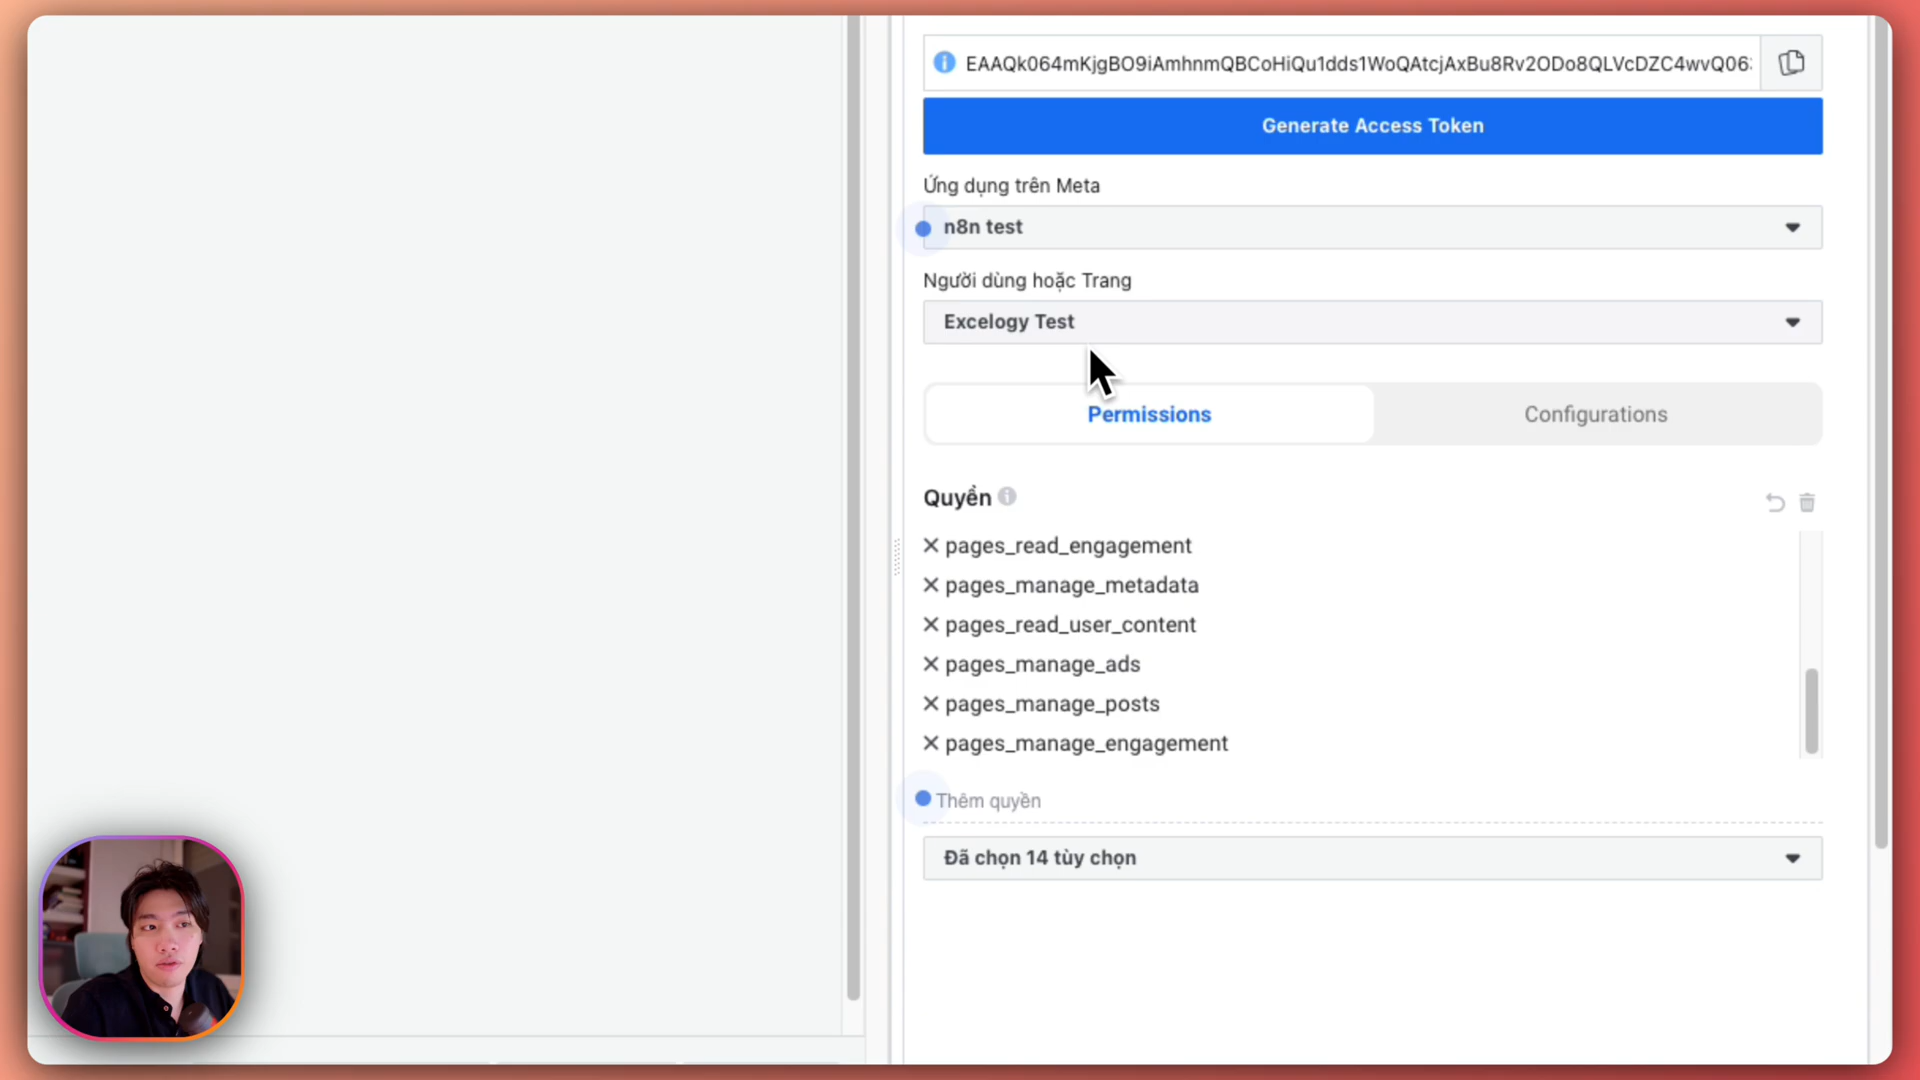 EAAQk064mKjgBO9iAmhnmQBCoHiQu1dds1WoQAtcjAxBu8Rv2ODo8QLVcDZC4wvQ06
Generate Access Token
Ứng dụng trên Meta
n8n test
Người dùng hoặc Trang
Excelogy Test
Permissions
Configurations
Quyền
pages_read_engagement
pages_manage_metadata
pages_read_user_content
pages_manage_ads
pages_manage_posts
pages_manage_engagement
Thêm quyền
Đã chọn 14 tùy chọn